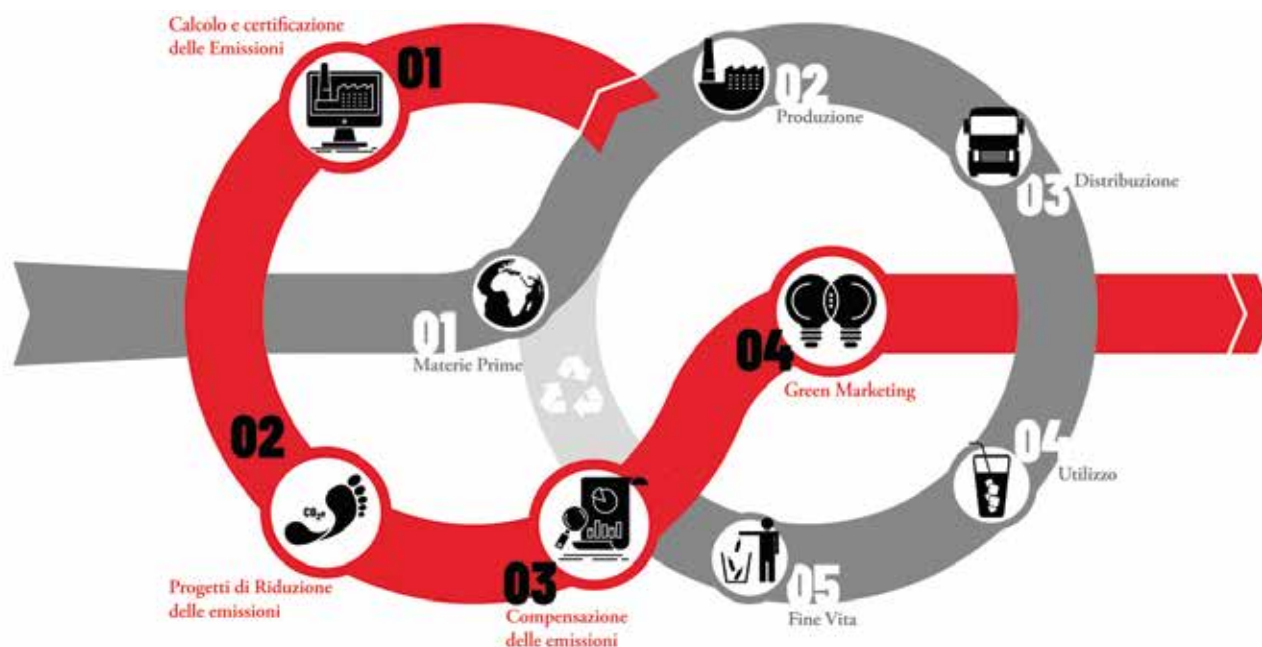 Calcolo e certificazione
delle Emissioni
01
02
Produzione
03
Distribuzione
01
Materie Prime
04
Green Marketing
02
CO₂e
Progetti di Riduzione
delle emissioni
03
Compensazione
delle emissioni
04
Utilizzo
05
Fine Vita